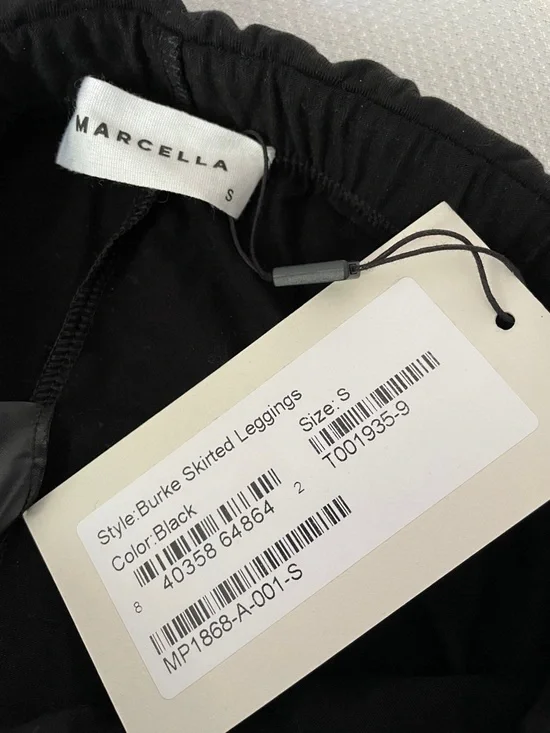 MARCELLA
S
Style:Burke Skirted Leggings
Color:Black
Size: S
8 40358 64864 2
T001935-9
MP1868-A-001-S